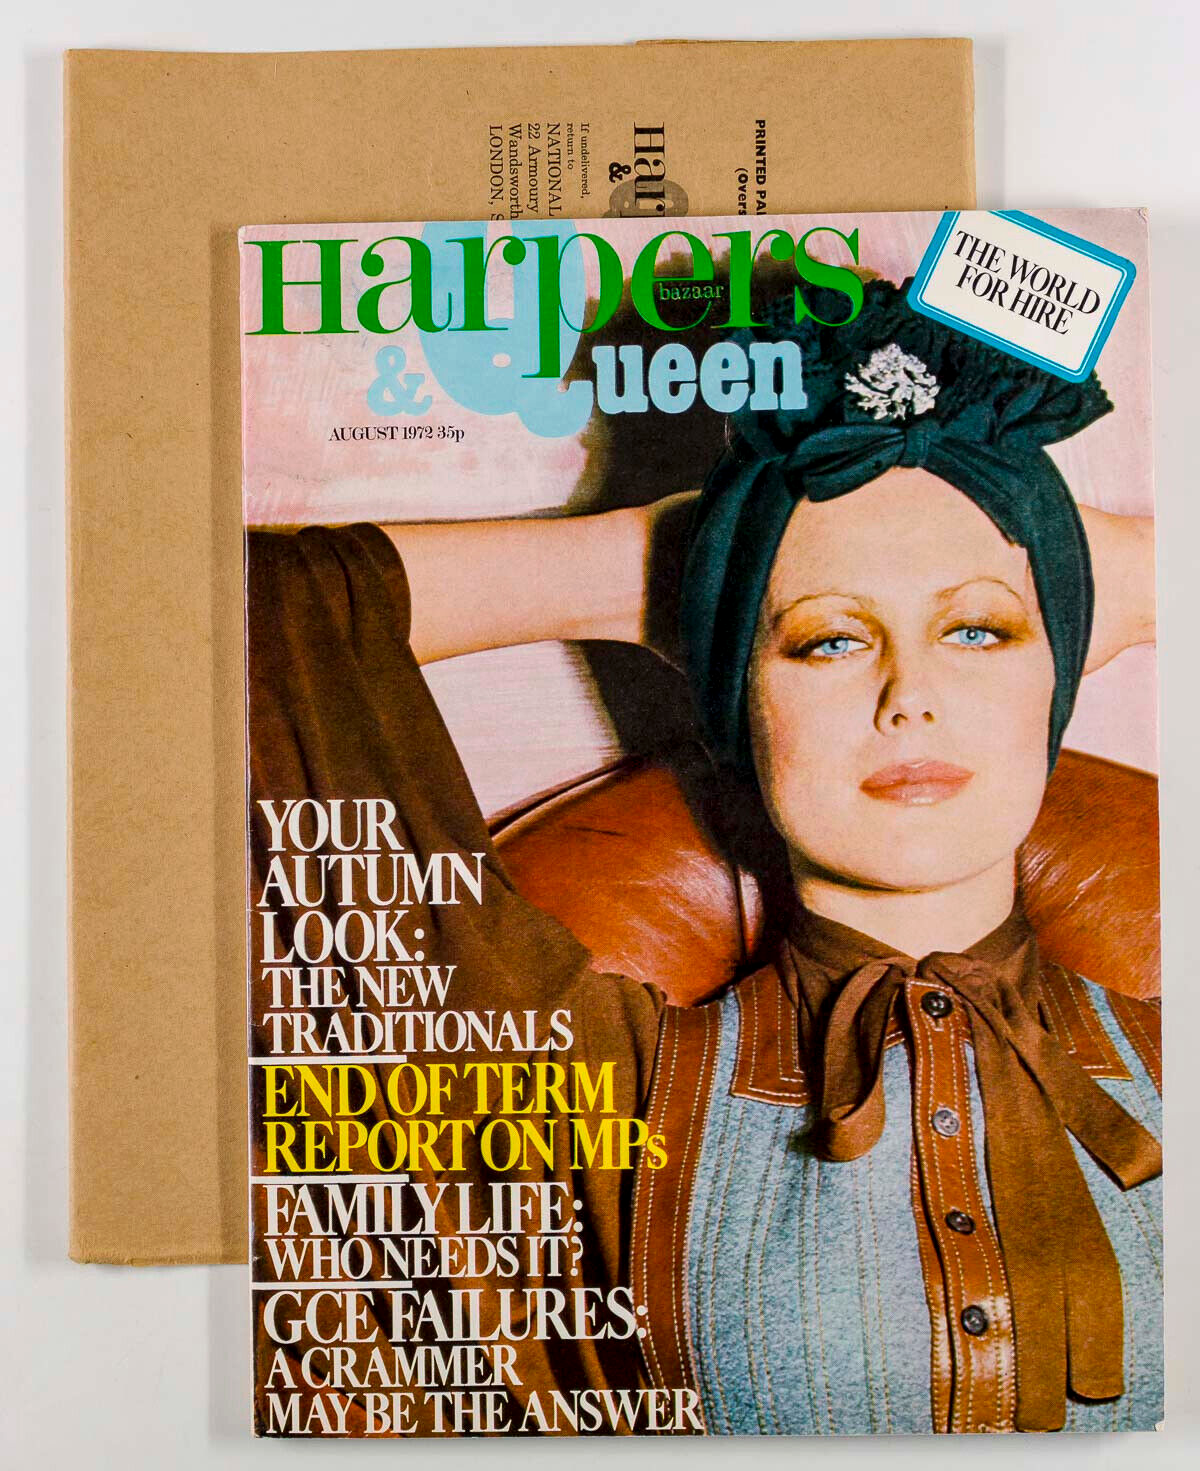 PRINTED PA
(Overs
Har
&
If undelivered,
return to
NATIONAL
22 Armoury
Wandsworth
LONDON, S
Harpers
bazaar
& Queen
AUGUST 1972 35p
THE WORLD
FOR HIRE
YOUR
AUTUMN
LOOK:
THE NEW
TRADITIONALS
END OF TERM
REPORT ON MPs
FAMILY LIFE:
WHO NEEDS IT?
GCE FAILURES:
A CRAMMER
MAY BE THE ANSWER